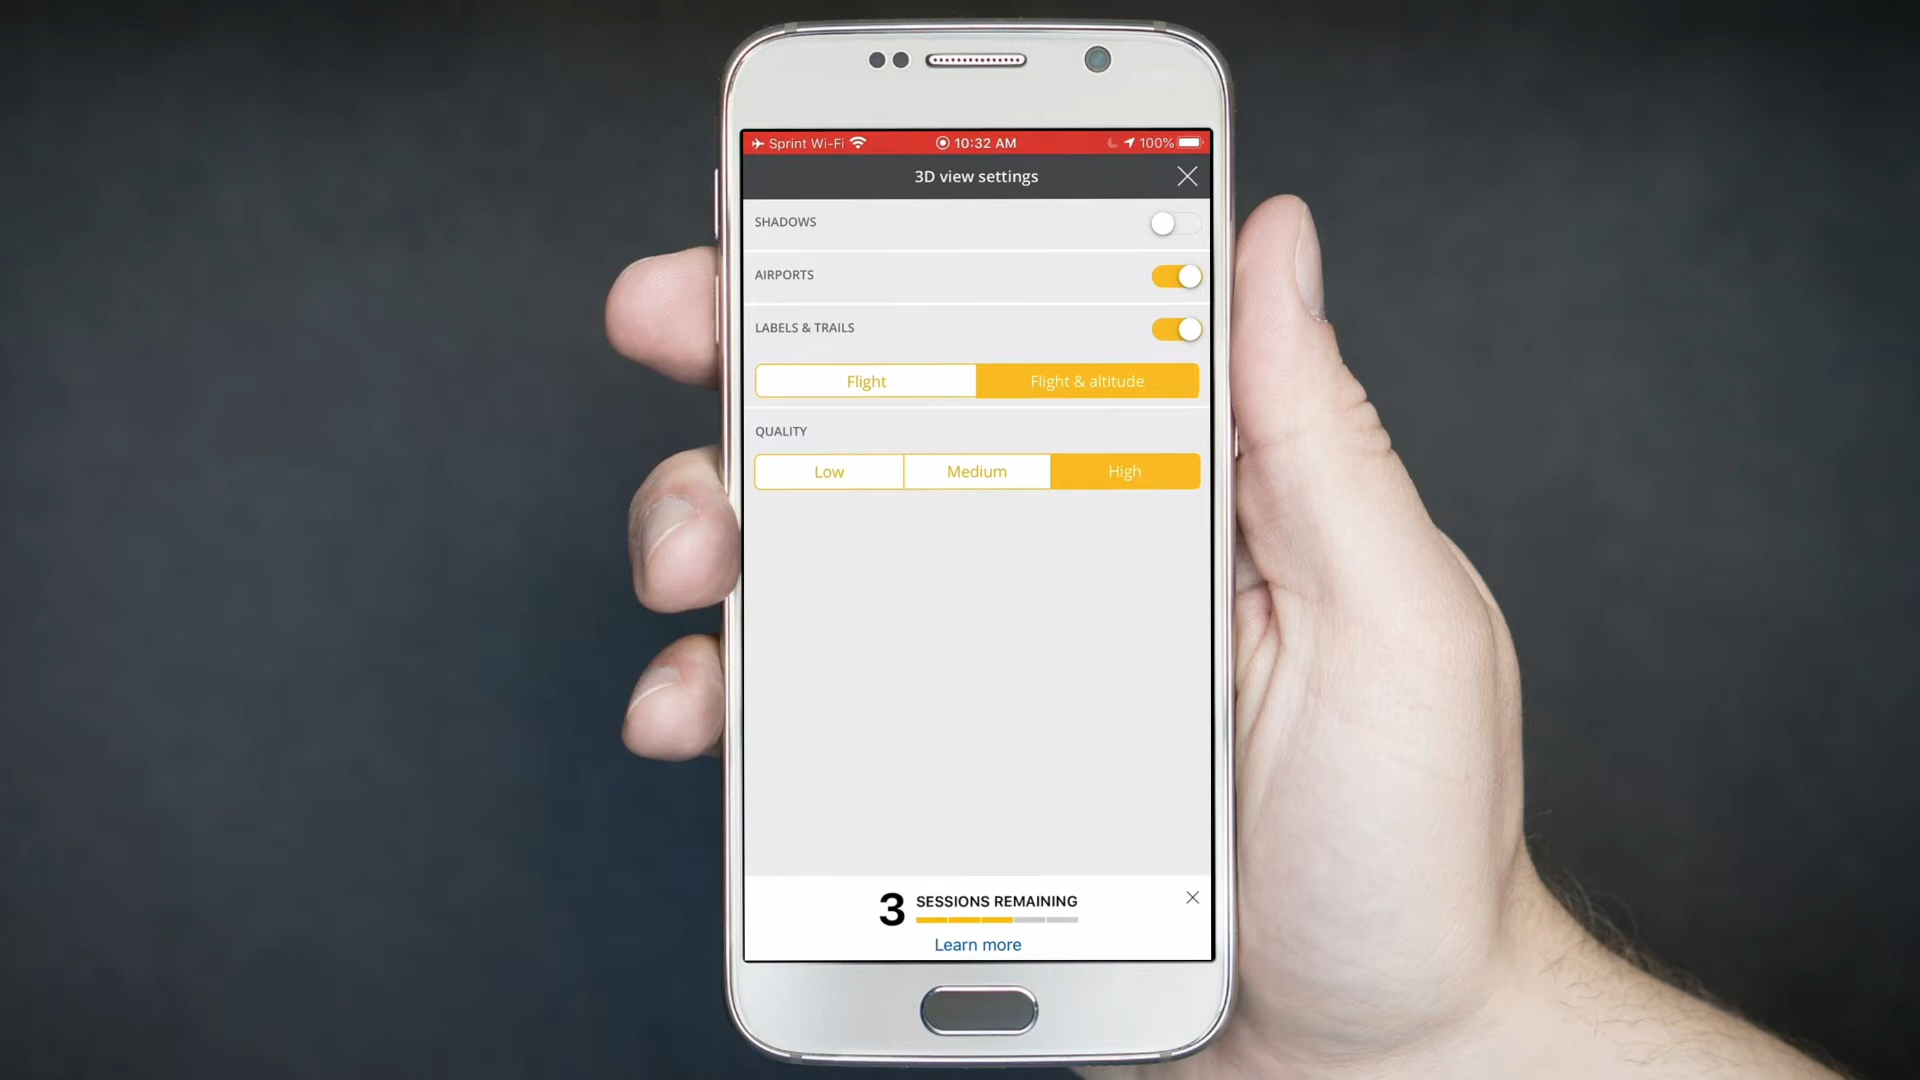 Sprint Wi-Fi 10:32 AM 100%
3D view settings
SHADOWS
AIRPORTS
LABELS & TRAILS
Flight Flight & altitude
QUALITY
Low Medium High
3 SESSIONS REMAINING
Learn more